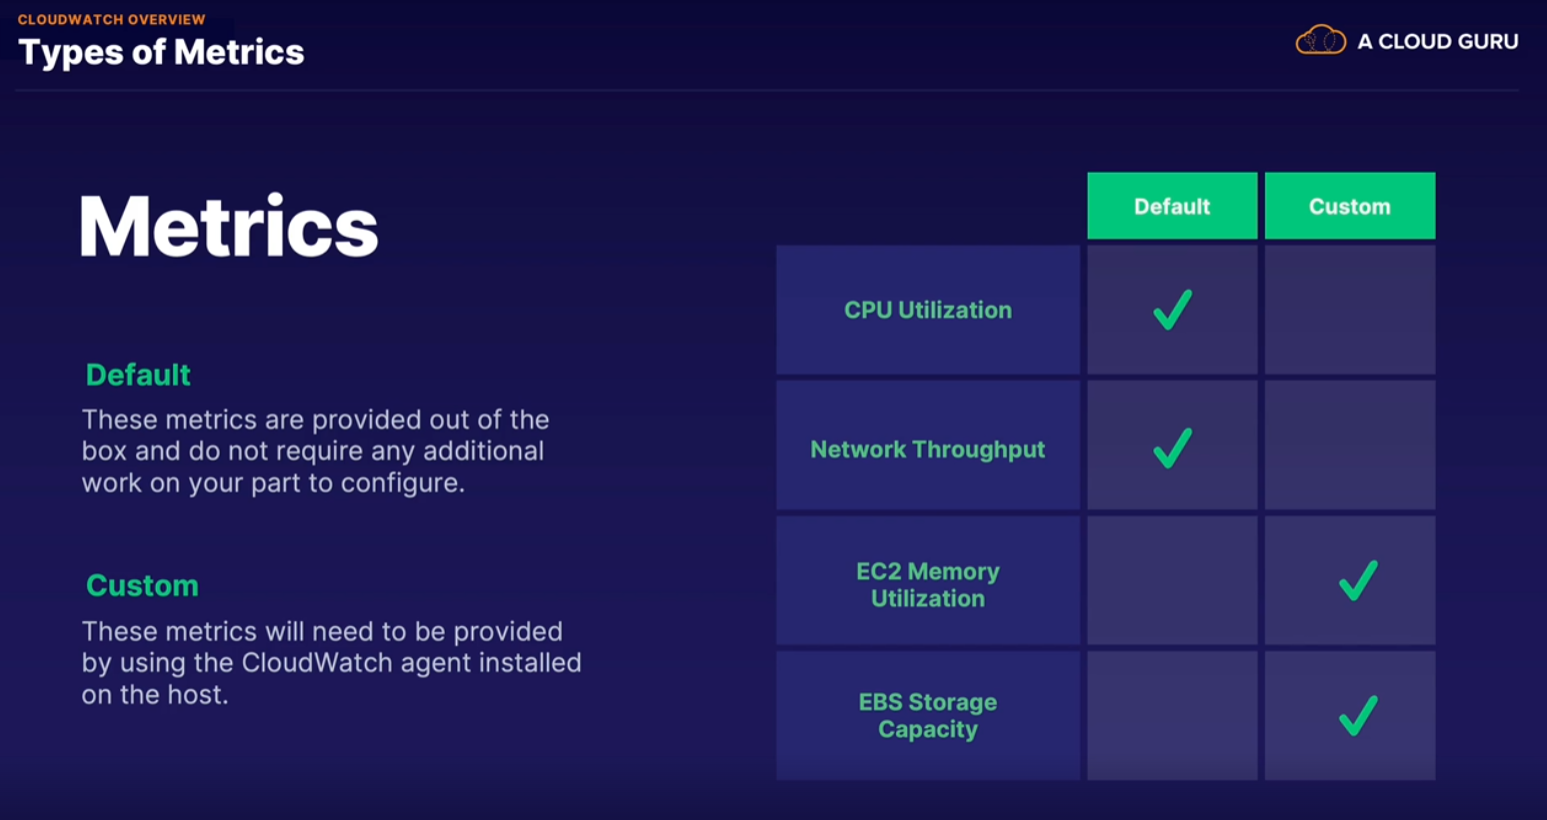 CLOUDWATCH OVERVIEW
Types of Metrics
A CLOUD GURU
Metrics
Default
These metrics are provided out of the
box and do not require any additional
work on your part to configure.
Custom
These metrics will need to be provided
by using the CloudWatch agent installed
on the host.
Default
Custom
CPU Utilization
Network Throughput
EC2 Memory
Utilization
EBS Storage
Capacity